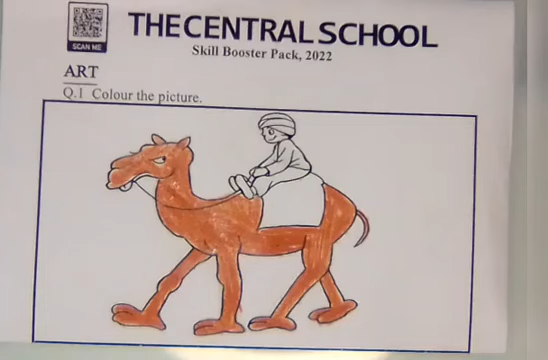 SCAN ME
THE CENTRAL SCHOOL
Skill Booster Pack, 2022
ART
Q.1 Colour the picture.